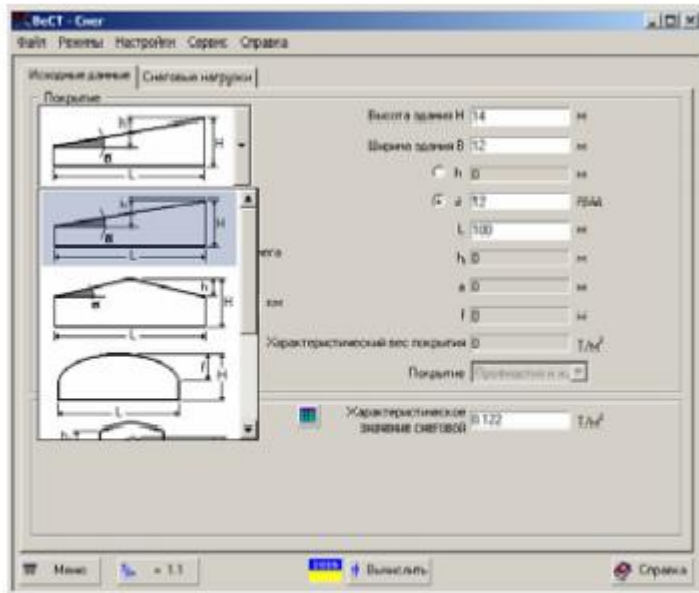 ВеСТ - Снег
Файл Режимы Настройки Сервис Справка
Исходные данные Снеговые нагрузки
Покрытие
Высота здания H 14 м
Ширина здания B 12 м
h 0 м
12
L 100 м
h 0 м
a 0 м
f 0 м
Характеристический вес покрытия 0 Т/м²
Покрытие
Характеристическое
значение снеговой 0.122 Т/м²
h H L
h H L
h H L
f H L
h
Меню = 1.1 Вычислить Справка